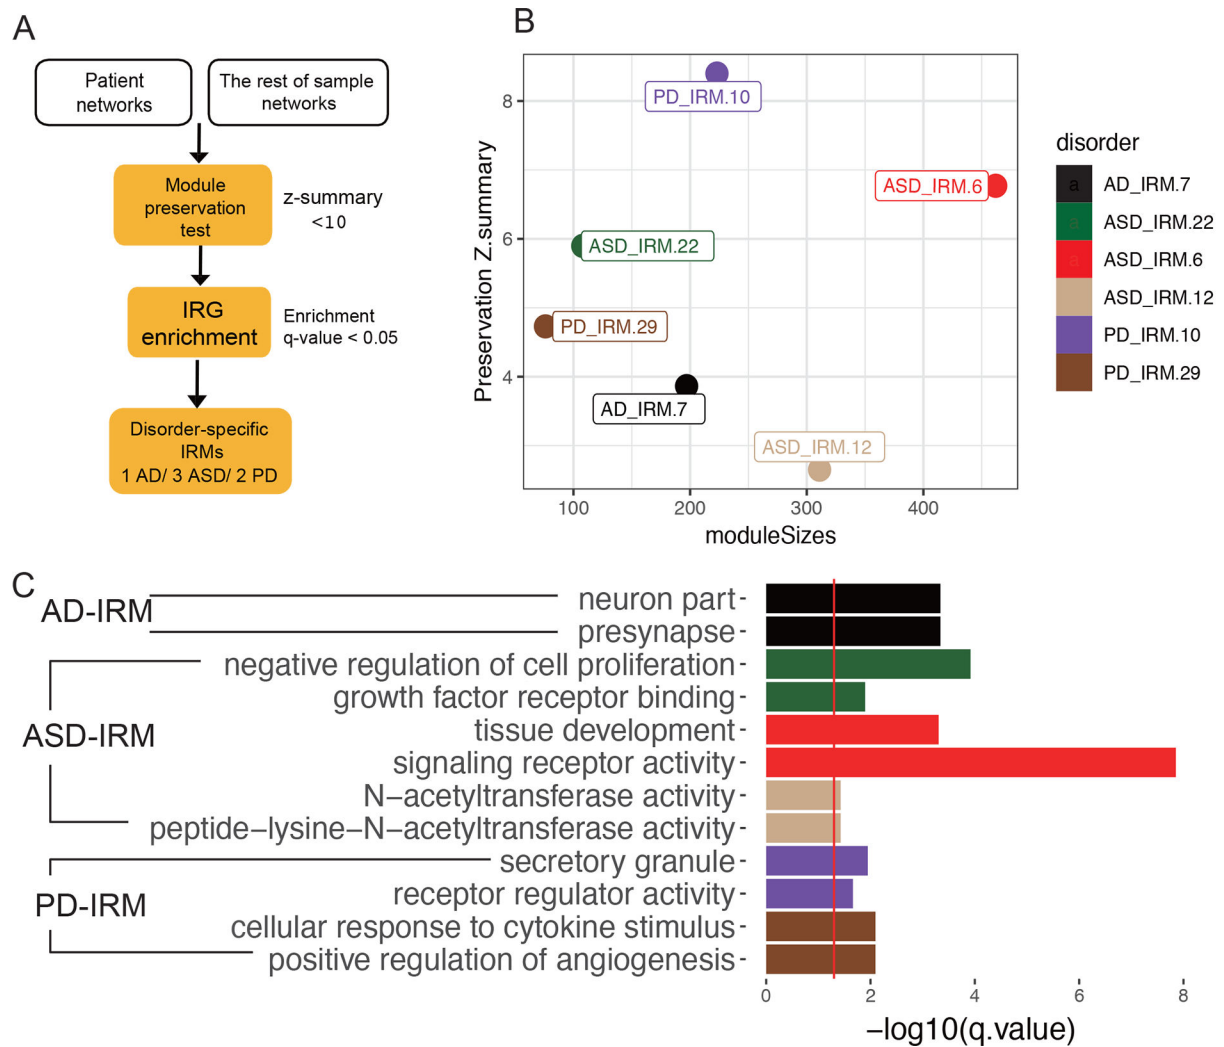 A
Patient
networks
The rest of sample
networks
Module
preservation
test
z-summary
<10
IRG
enrichment
Enrichment
q-value < 0.05
Disorder-specific
IRMs
1 AD/ 3 ASD/ 2 PD
B
Preservation Z.summary
8
6
4
PD_IRM.10
ASD_IRM.6
ASD_IRM.22
PD_IRM.29
AD_IRM.7
ASD_IRM.12
100
200
300
400
moduleSizes
disorder
a AD_IRM.7
a ASD_IRM.22
a ASD_IRM.6
ASD_IRM.12
PD_IRM.10
PD_IRM.29
C
AD-IRM
neuron part
presynapse
ASD-IRM
negative regulation of cell proliferation
growth factor receptor binding
tissue development
signaling receptor activity
N−acetyltransferase activity
peptide−lysine−N−acetyltransferase activity
PD-IRM
secretory granule
receptor regulator activity
cellular response to cytokine stimulus
positive regulation of angiogenesis
0
2
4
6
8
−log10(q.value)